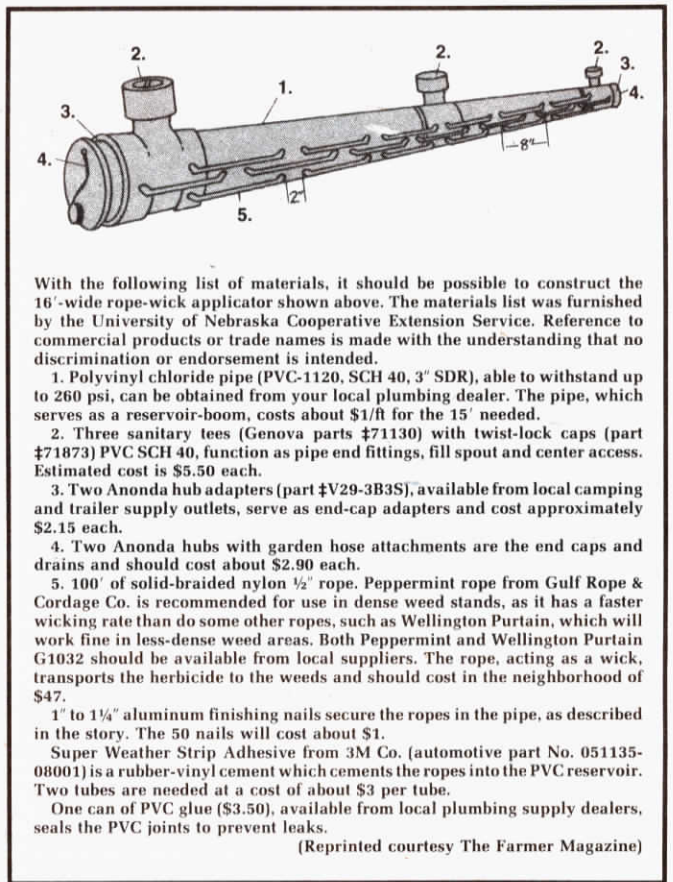 2.
2.
2.
3.
1.
4.
3.
4.
8"
2"
5.
With the following list of materials, it should be possible to construct the
16'-wide rope-wick applicator shown above. The materials list was furnished
by the University of Nebraska Cooperative Extension Service. Reference to
commercial products or trade names is made with the understanding that no
discrimination or endorsement is intended.
1. Polyvinyl chloride pipe (PVC-1120, SCH 40, 3" SDR), able to withstand up
to 260 psi, can be obtained from your local plumbing dealer. The pipe, which
serves as a reservoir-boom, costs about $1/ft for the 15' needed.
2. Three sanitary tees (Genova parts ‡71130) with twist-lock caps (part
‡71873) PVC SCH 40, function as pipe end fittings, fill spout and center access.
Estimated cost is $5.50 each.
3. Two Anonda hub adapters (part ‡V29-3B3S), available from local camping
and trailer supply outlets, serve as end-cap adapters and cost approximately
$2.15 each.
4. Two Anonda hubs with garden hose attachments are the end caps and
drains and should cost about $2.90 each.
5. 100' of solid-braided nylon ½" rope. Peppermint rope from Gulf Rope &
Cordage Co. is recommended for use in dense weed stands, as it has a faster
wicking rate than do some other ropes, such as Wellington Purtain, which will
work fine in less-dense weed areas. Both Peppermint and Wellington Purtain
G1032 should be available from local suppliers. The rope, acting as a wick,
transports the herbicide to the weeds and should cost in the neighborhood of
$47.
1" to 1¼" aluminum finishing nails secure the ropes in the pipe, as described
in the story. The 50 nails will cost about $1.
Super Weather Strip Adhesive from 3M Co. (automotive part No. 051135-
08001) is a rubber-vinyl cement which cements the ropes into the PVC reservoir.
Two tubes are needed at a cost of about $3 per tube.
One can of PVC glue ($3.50), available from local plumbing supply dealers,
seals the PVC joints to prevent leaks.
(Reprinted courtesy The Farmer Magazine)